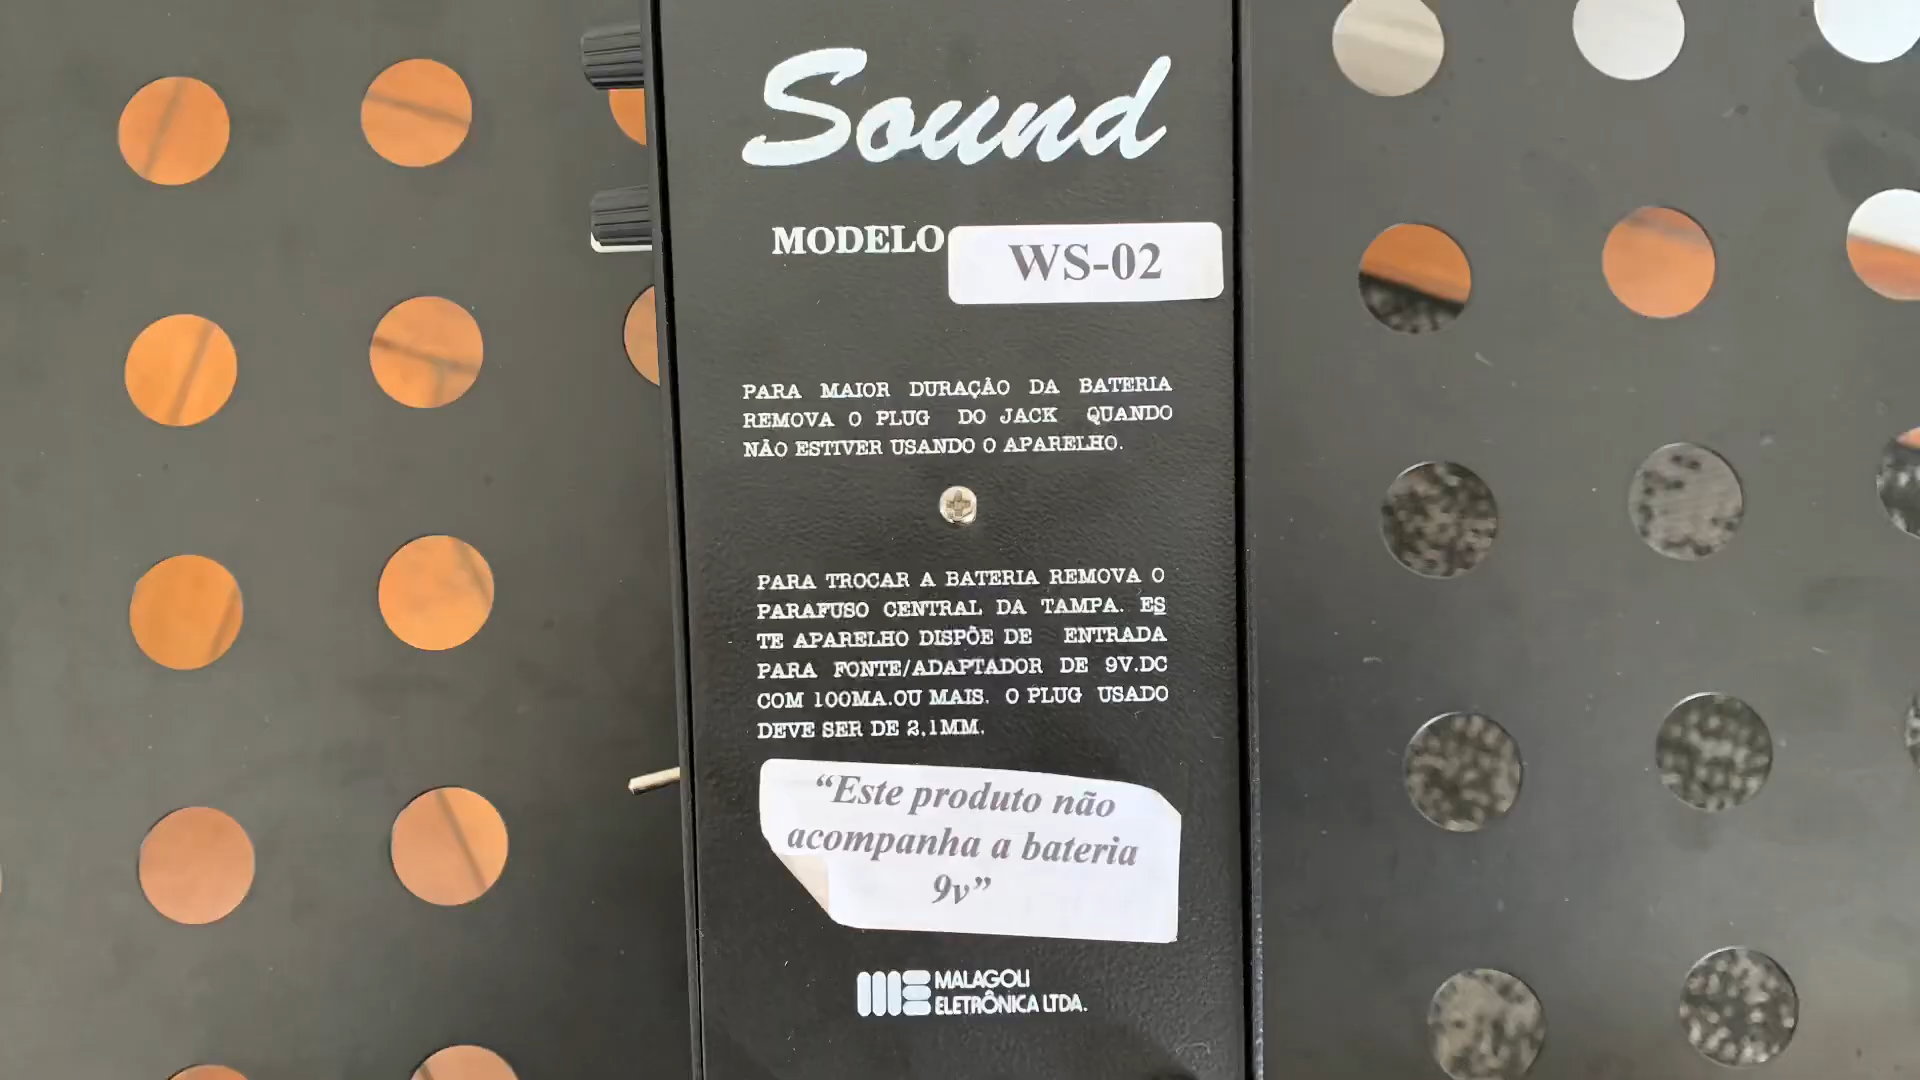 Sound
MODELO WS-02
PARA MAIOR DURAÇÃO DA BATERIA
REMOVA O PLUG DO JACK QUANDO
NÃO ESTIVER USANDO O APARELHO.
PARA TROCAR A BATERIA REMOVA O
PARAFUSO CENTRAL DA TAMPA. ES
TE APARELHO DISPÕE DE ENTRADA
PARA FONTE/ADAPTADOR DE 9V.DC
COM 100MA.OU MAIS. O PLUG USADO
DEVE SER DE 2.1MM.
“Este produto não
acompanha a bateria
9v”
MALAGOLI
ELETRÔNICA LTDA.